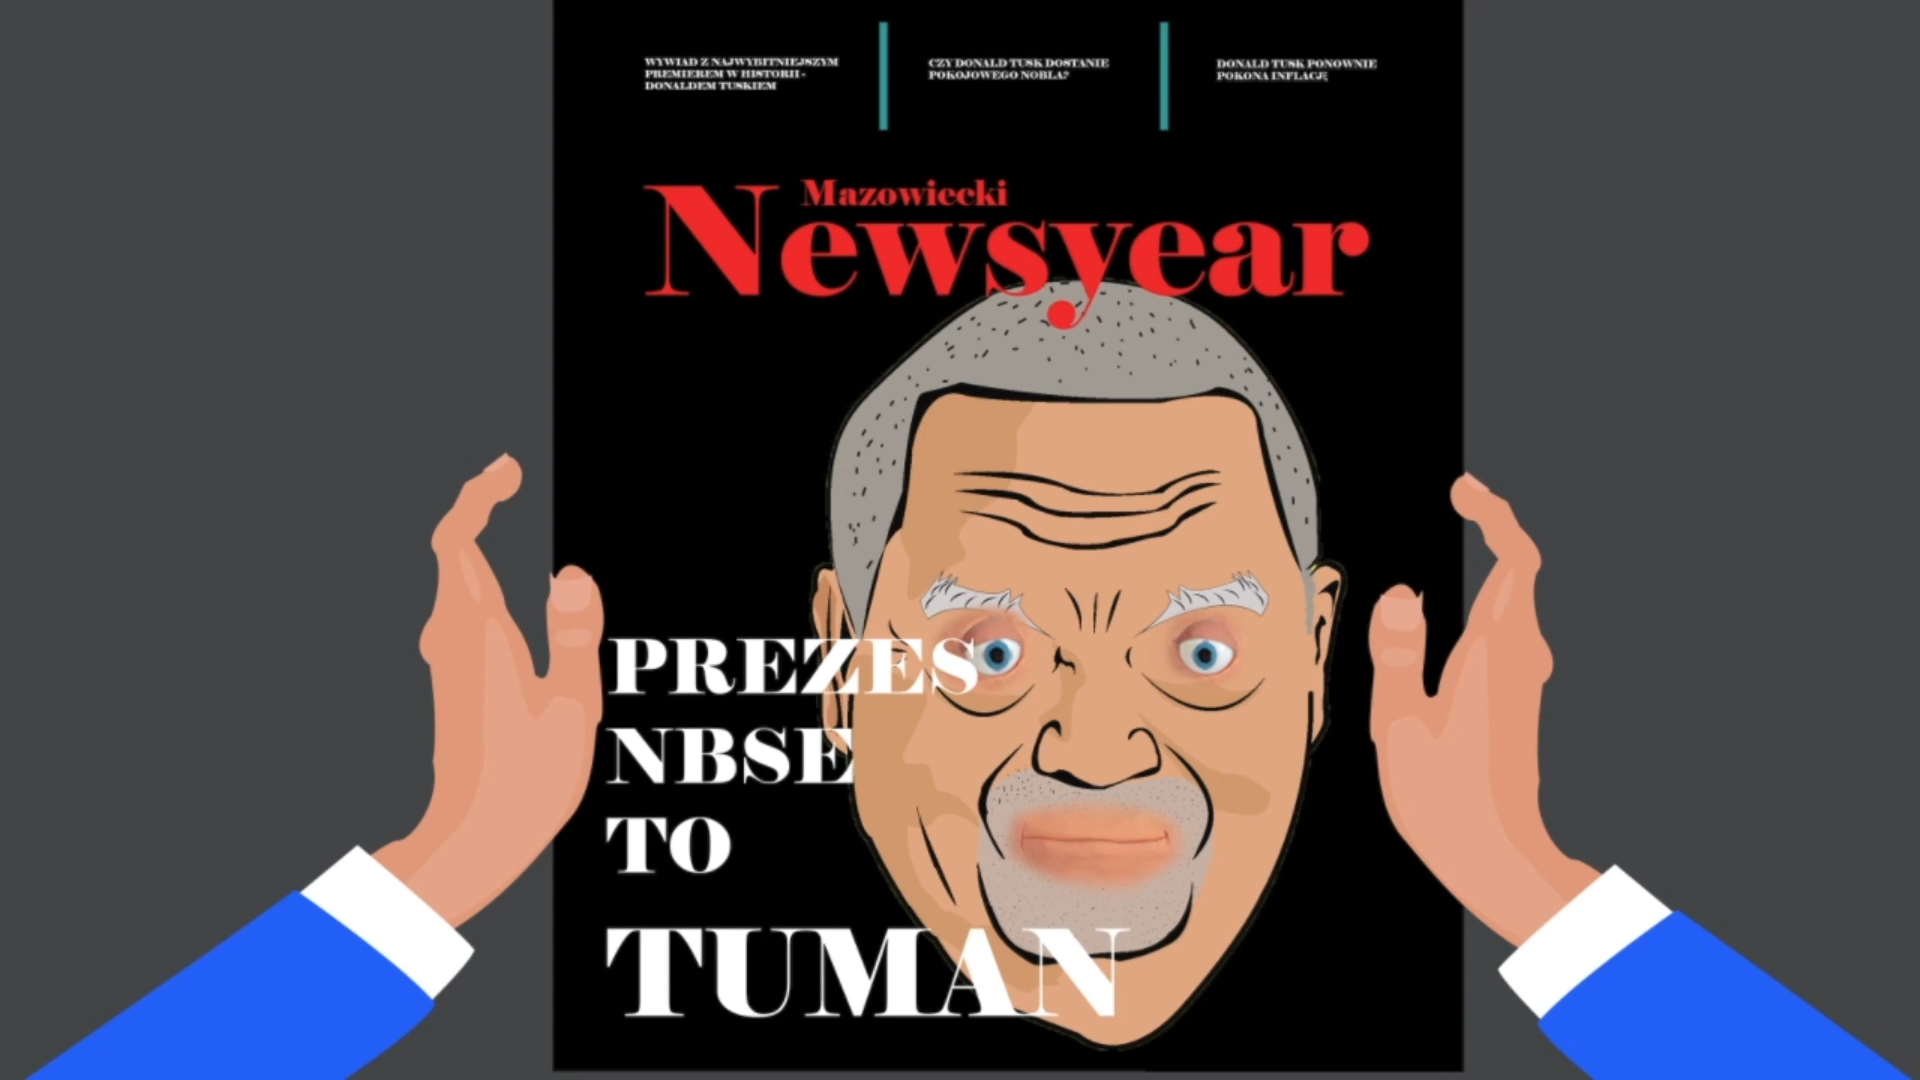 WYWIAD Z NAJWYBITNIEJSZYM
PREMIEREM W HISTORII -
DONALDEM TUSKIEM
CZY DONALD TUSK DOSTANIE
POKOJOWEGO NOBLA?
DONALD TUSK PONOWNIE
POKONA INFLACJĘ
Mazowiecki
Newsyear
PREZES
NBSE
TO
TUMAN